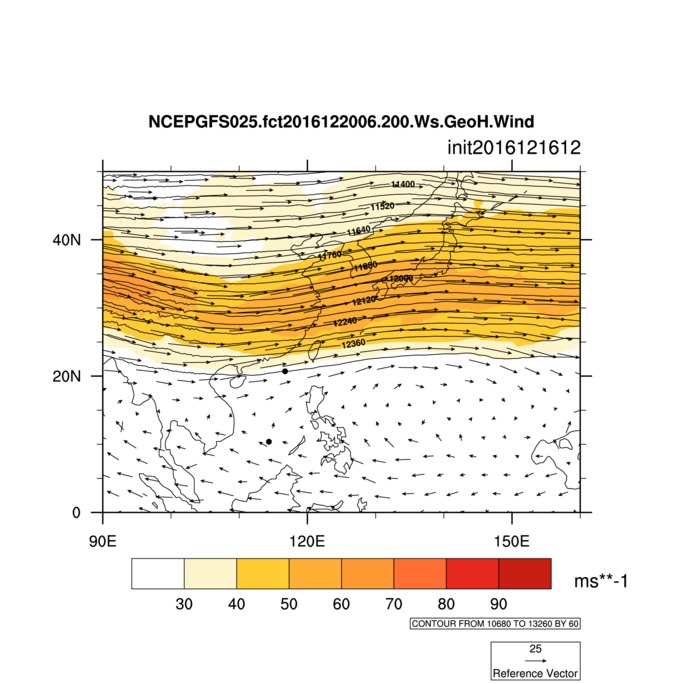 NCEPGFS025.fct2016122006.200.Ws.GeoH.Wind
init2016121612
11400
11520
11640
11760
11880
12000
12120
12240
12360
40N
20N
0
90E 120E 150E
30 40 50 60 70 80 90
ms**-1
CONTOUR FROM 10680 TO 13260 BY 60
25
Reference Vector